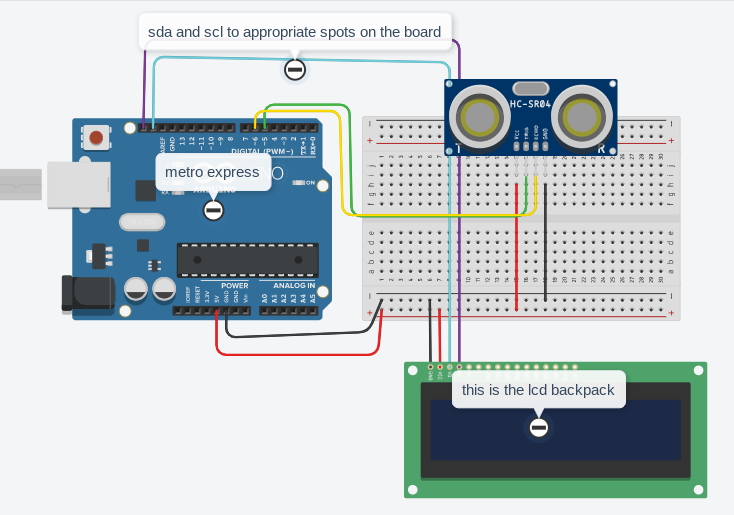 sda and scl to appropriate spots on the board
HC-SR04
VCC
TRIG
ECHO
GND
T
R
AREF
GND
13
12
~11
~10
~9
8
7
~6
~5
4
~3
2
TX→1
RX←0
DIGITAL (PWM~)
metro express
ON
POWER
ANALOG IN
IOREF
RESET
3.3V
5V
GND
GND
Vin
A0
A1
A2
A3
A4
A5
j
i
h
g
f
e
d
c
b
a
this is the lcd backpack